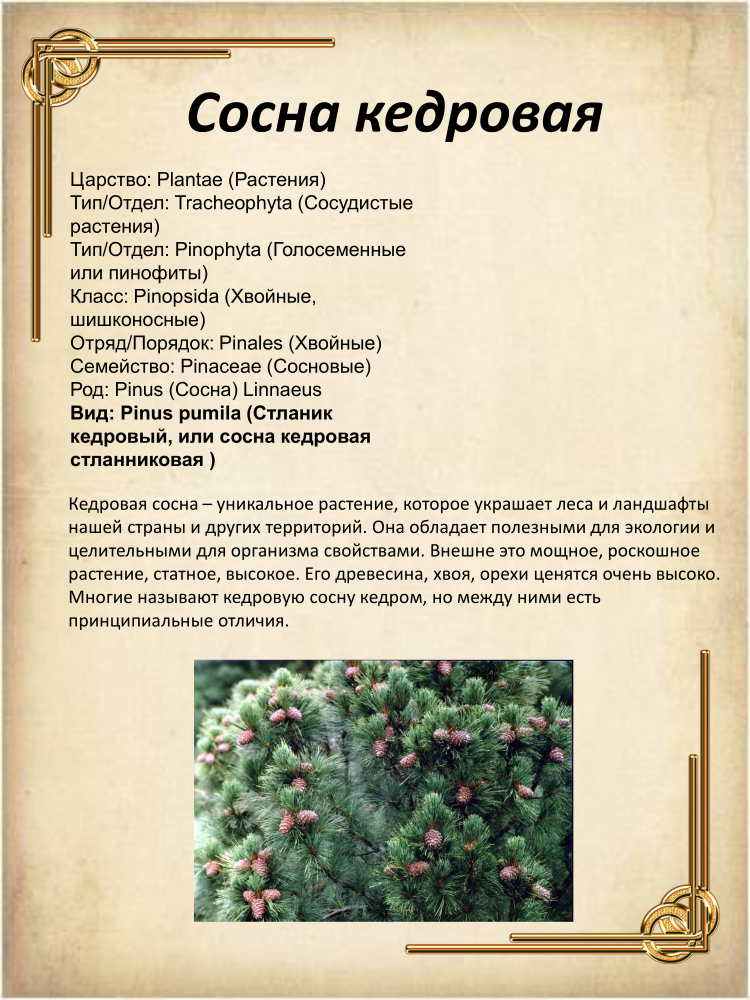 Сосна кедровая
Царство: Plantae (Растения)
Тип/Отдел: Tracheophyta (Сосудистые
растения)
Тип/Отдел: Pinophyta (Голосеменные
или пинофиты)
Класс: Pinopsida (Хвойные,
шишконосные)
Отряд/Порядок: Pinales (Хвойные)
Семейство: Pinaceae (Сосновые)
Род: Pinus (Сосна) Linnaeus
Вид: Pinus pumila (Стланик
кедровый, или сосна кедровая
стланниковая )
Кедровая сосна – уникальное растение, которое украшает леса и ландшафты
нашей страны и других территорий. Она обладает полезными для экологии и
целительными для организма свойствами. Внешне это мощное, роскошное
растение, статное, высокое. Его древесина, хвоя, орехи ценятся очень высоко.
Многие называют кедровую сосну кедром, но между ними есть
принципиальные отличия.